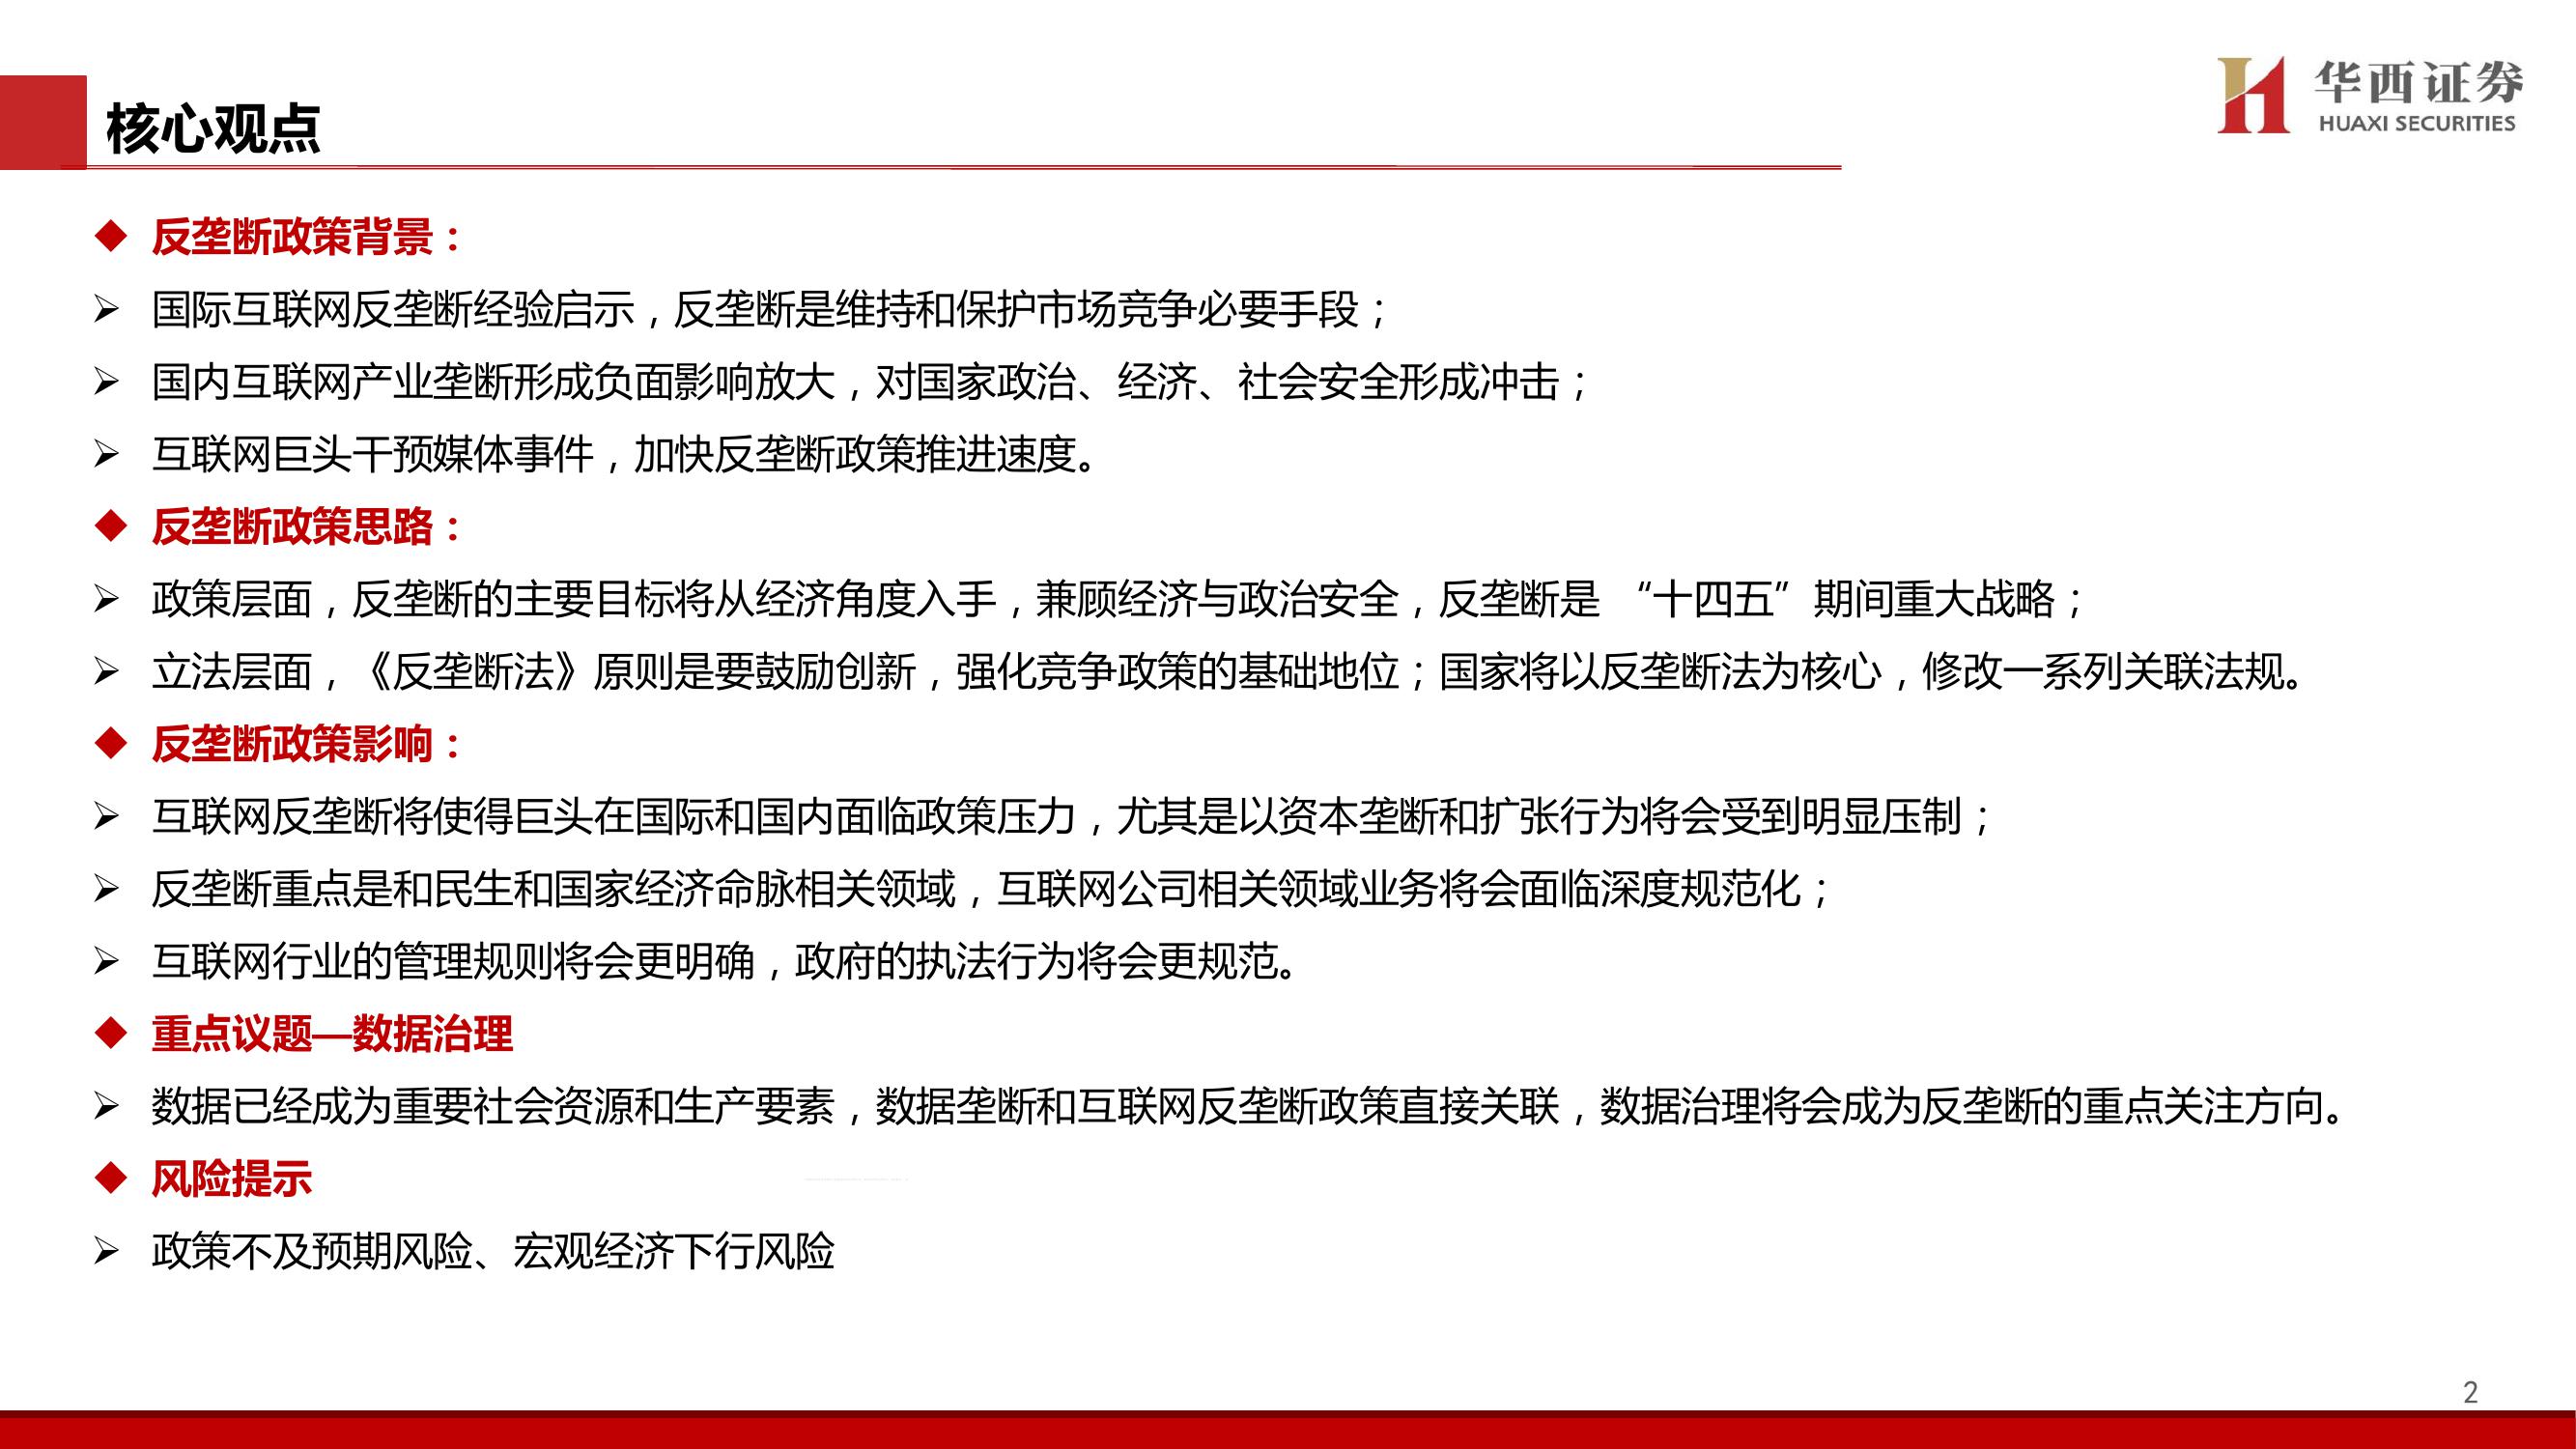 核心观点
华西证券
HUAXI SECURITIES
反垄断政策背景：
国际互联网反垄断经验启示，反垄断是维持和保护市场竞争必要手段；
国内互联网产业垄断形成负面影响放大，对国家政治、经济、社会安全形成冲击；
互联网巨头干预媒体事件，加快反垄断政策推进速度。
反垄断政策思路：
政策层面，反垄断的主要目标将从经济角度入手，兼顾经济与政治安全，反垄断是 “十四五” 期间重大战略；
立法层面，《反垄断法》原则是要鼓励创新，强化竞争政策的基础地位；国家将以反垄断法为核心，修改一系列关联法规。
反垄断政策影响：
互联网反垄断将使得巨头在国际和国内面临政策压力，尤其是以资本垄断和扩张行为将会受到明显压制；
反垄断重点是和民生和国家经济命脉相关领域，互联网公司相关领域业务将会面临深度规范化；
互联网行业的管理规则将会更明确，政府的执法行为将会更规范。
重点议题—数据治理
数据已经成为重要社会资源和生产要素，数据垄断和互联网反垄断政策直接关联，数据治理将会成为反垄断的重点关注方向。
风险提示
政策不及预期风险、宏观经济下行风险
2